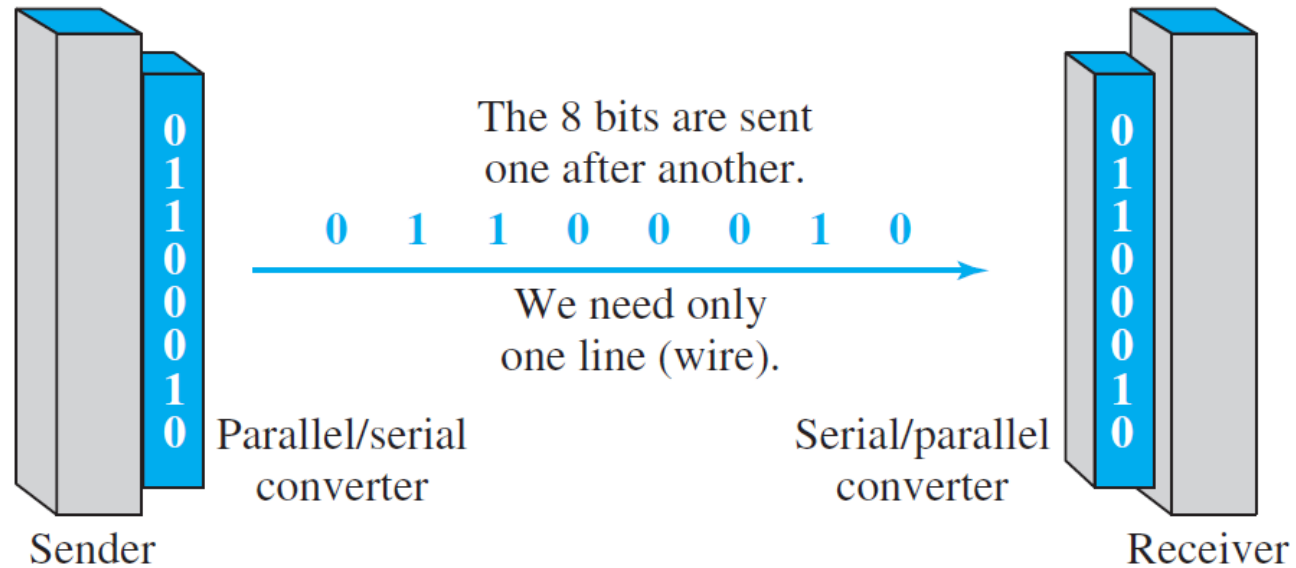 0
1
1
0
0
0
1
0
The 8 bits are sent
one after another.
0 1 1 0 0 0 1 0
We need only
one line (wire).
0
1
1
0
0
0
1
0
Parallel/serial
converter
Serial/parallel
converter
Sender
Receiver